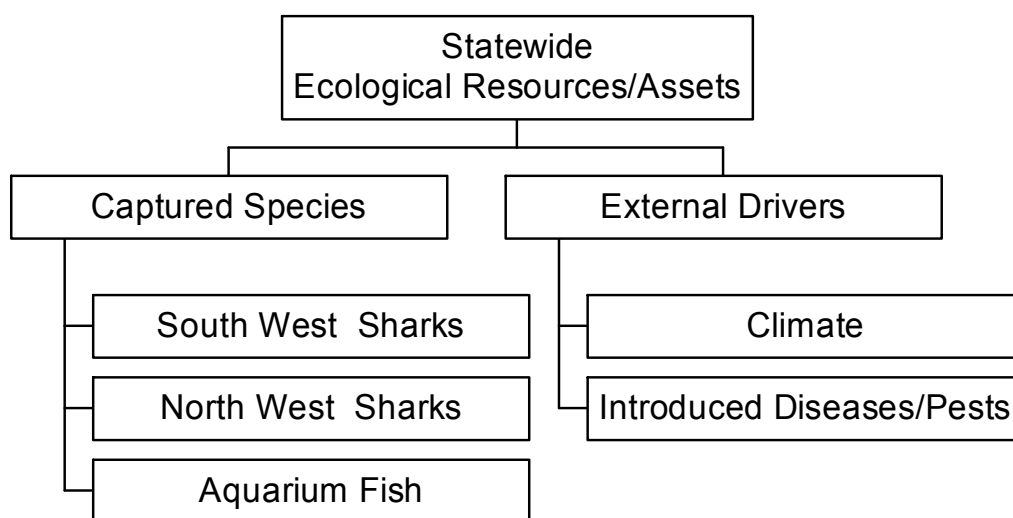 Statewide
Ecological Resources/Assets
Captured Species
External Drivers
South West Sharks
Climate
North West Sharks
Introduced Diseases/Pests
Aquarium Fish